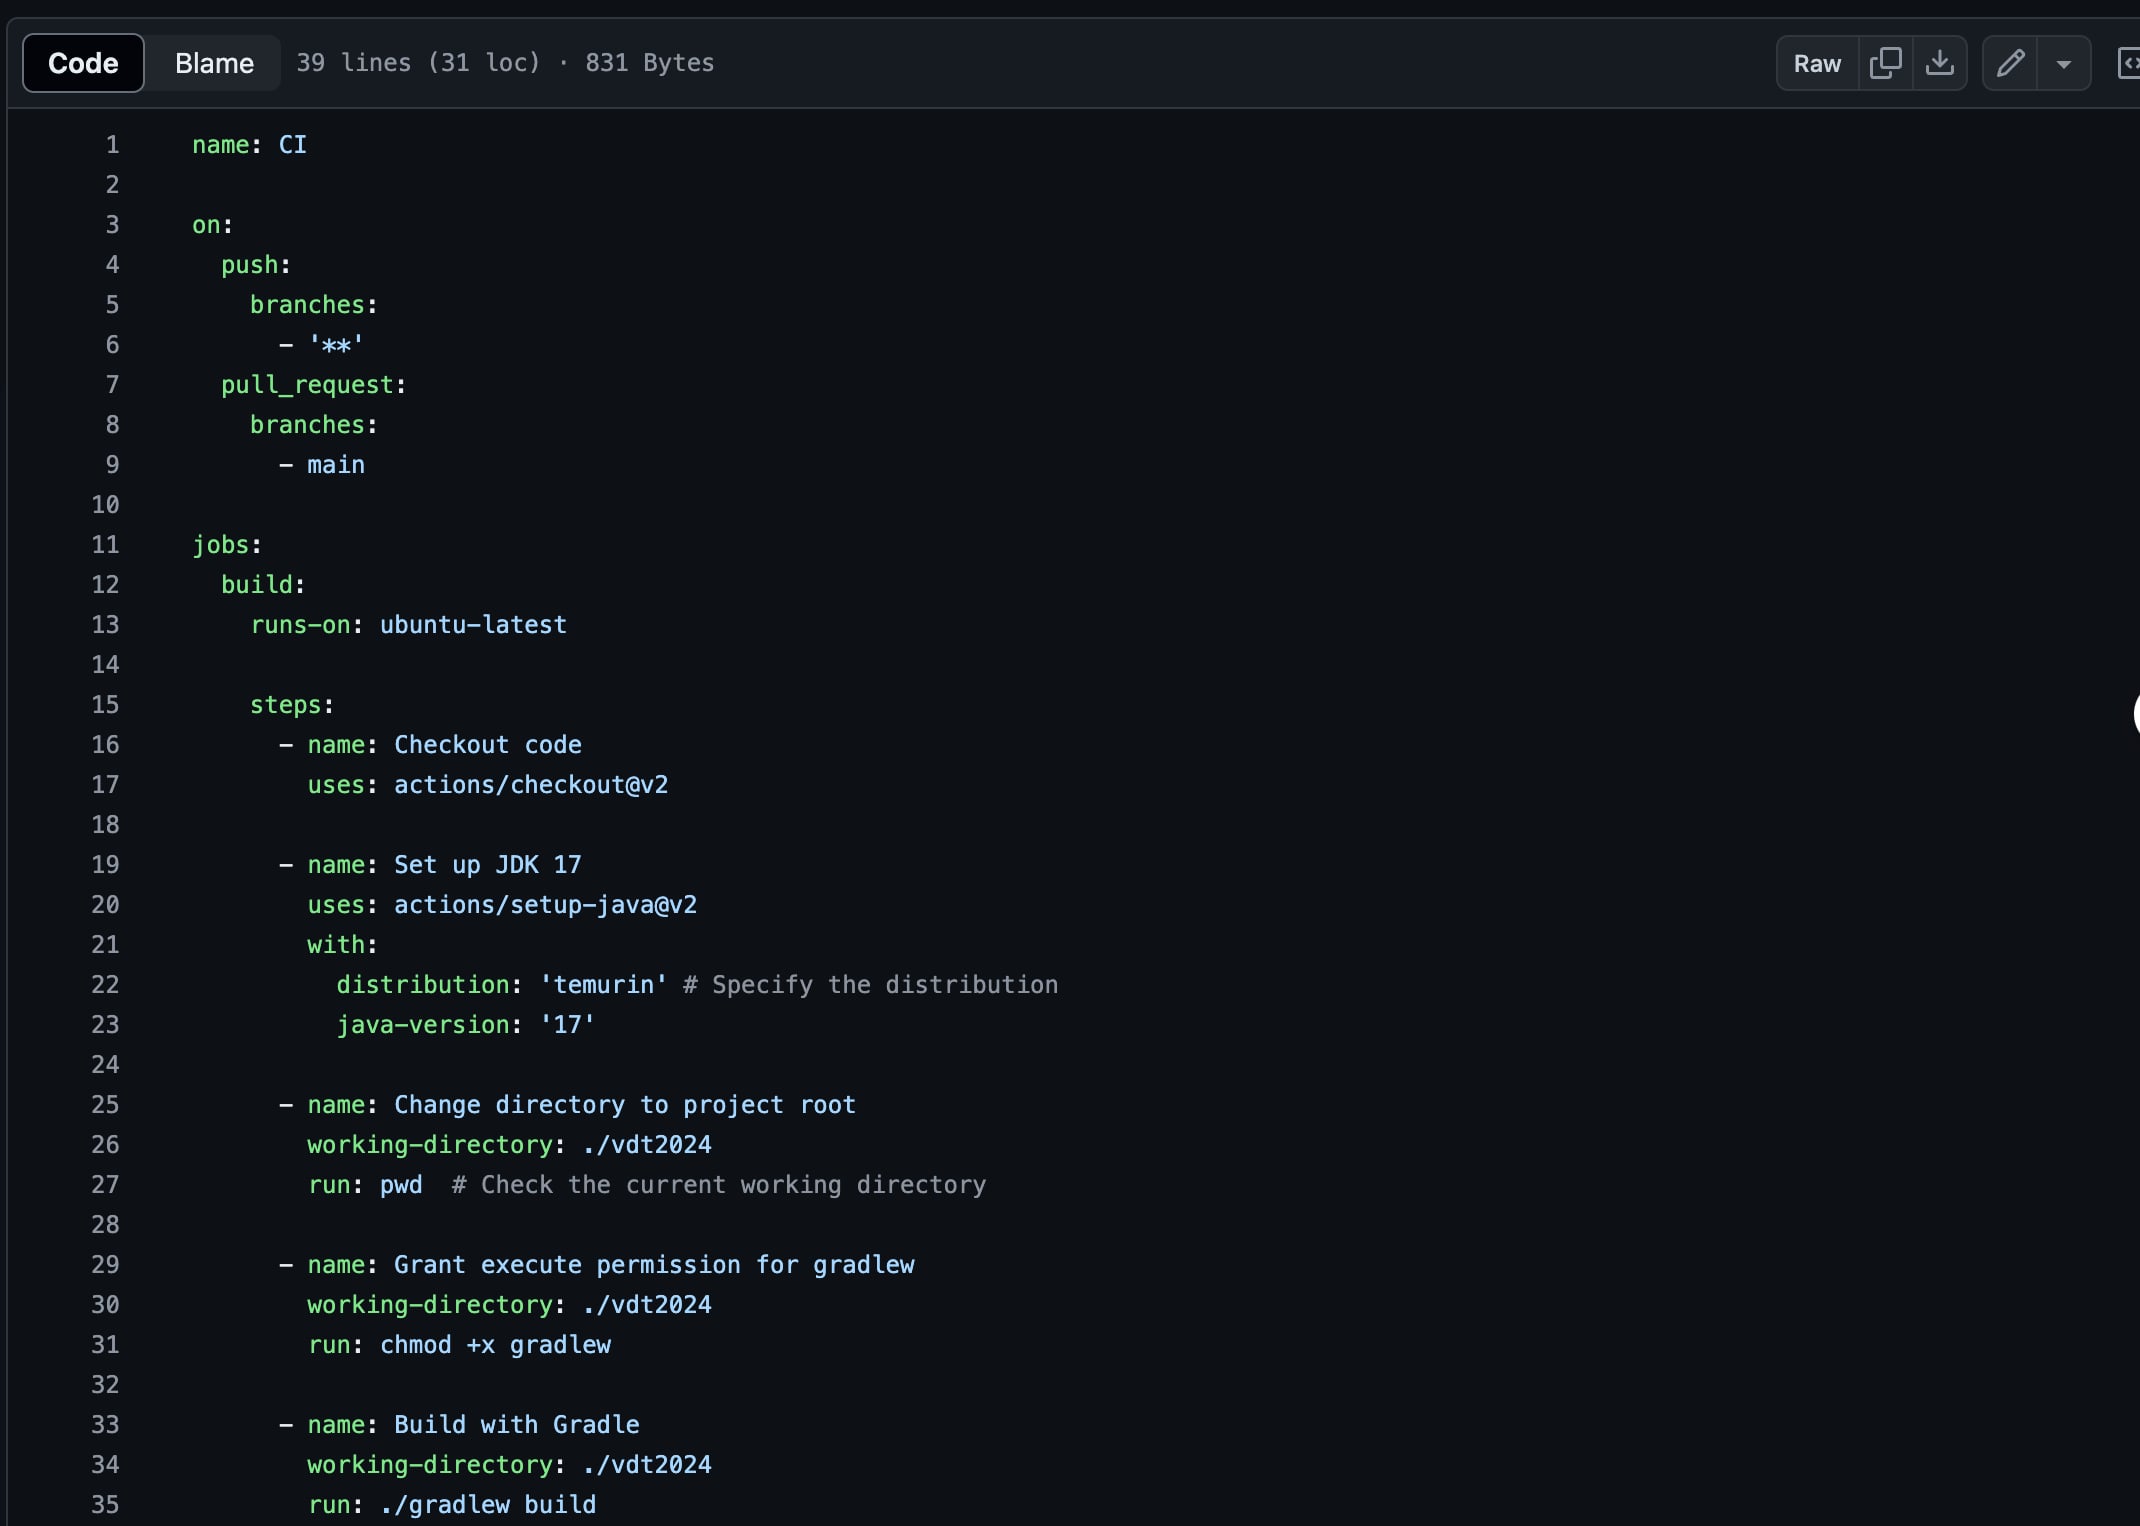 Code Blame 39 lines (31 loc) · 831 Bytes Raw
1 name: CI
2
3 on:
4   push:
5     branches:
6       - '**'
7   pull_request:
8     branches:
9       - main
10
11 jobs:
12   build:
13     runs-on: ubuntu-latest
14
15     steps:
16       - name: Checkout code
17         uses: actions/checkout@v2
18
19       - name: Set up JDK 17
20         uses: actions/setup-java@v2
21         with:
22           distribution: 'temurin' # Specify the distribution
23           java-version: '17'
24
25       - name: Change directory to project root
26         working-directory: ./vdt2024
27         run: pwd  # Check the current working directory
28
29       - name: Grant execute permission for gradlew
30         working-directory: ./vdt2024
31         run: chmod +x gradlew
32
33       - name: Build with Gradle
34         working-directory: ./vdt2024
35         run: ./gradlew build